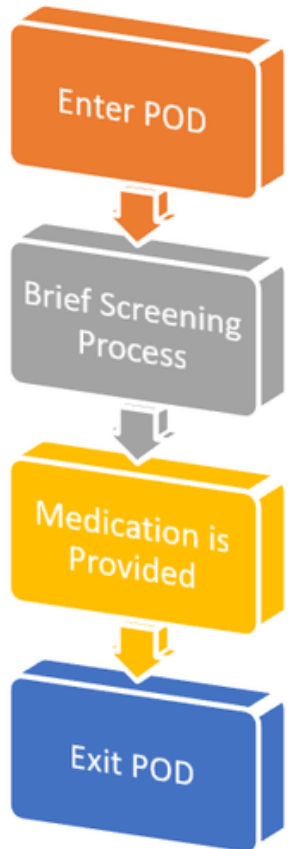 Enter POD
Brief Screening
Process
Medication is
Provided
Exit POD